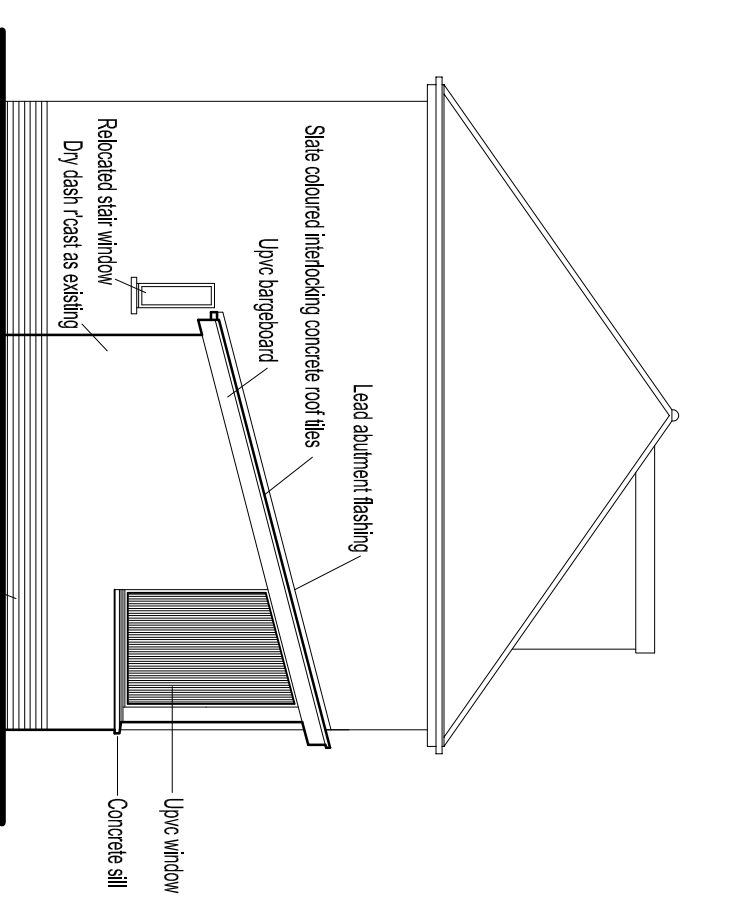 Lead abutment flashing
Slate coloured interlocking concrete roof tiles
Upvc bargeboard
Upvc window
Concrete sill
Relocated stair window
Dry dash r'cast as existing